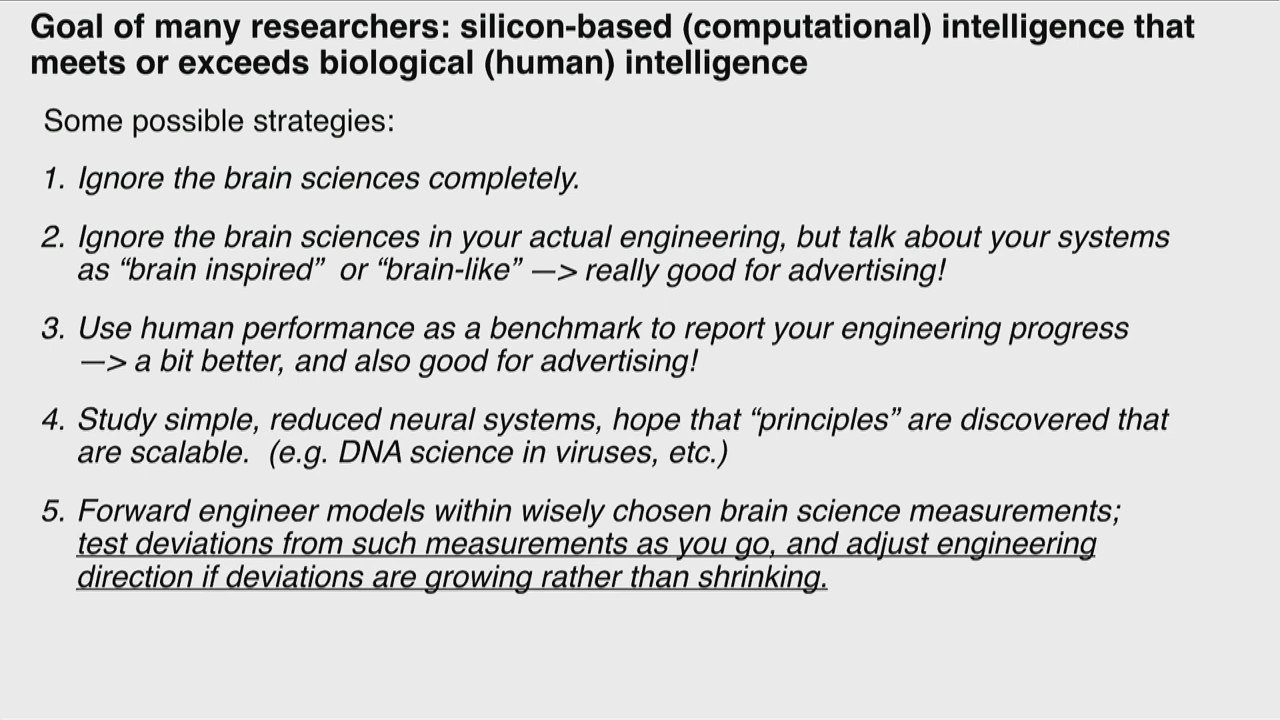 Goal of many researchers: silicon-based (computational) intelligence that
meets or exceeds biological (human) intelligence
Some possible strategies:
1. Ignore the brain sciences completely.
2. Ignore the brain sciences in your actual engineering, but talk about your systems
as “brain inspired”  or “brain-like” —> really good for advertising!
3. Use human performance as a benchmark to report your engineering progress
—> a bit better, and also good for advertising!
4. Study simple, reduced neural systems, hope that “principles” are discovered that
are scalable.  (e.g. DNA science in viruses, etc.)
5. Forward engineer models within wisely chosen brain science measurements;
test deviations from such measurements as you go, and adjust engineering
direction if deviations are growing rather than shrinking.